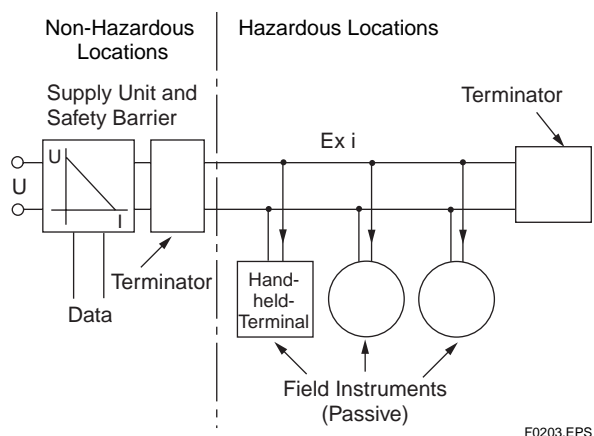 Non-Hazardous
Locations
Hazardous Locations
Supply Unit and
Safety Barrier
Terminator
Ex i
U
U
I
Terminator
Data
Hand-
held-
Terminal
Field Instruments
(Passive)
F0203.EPS